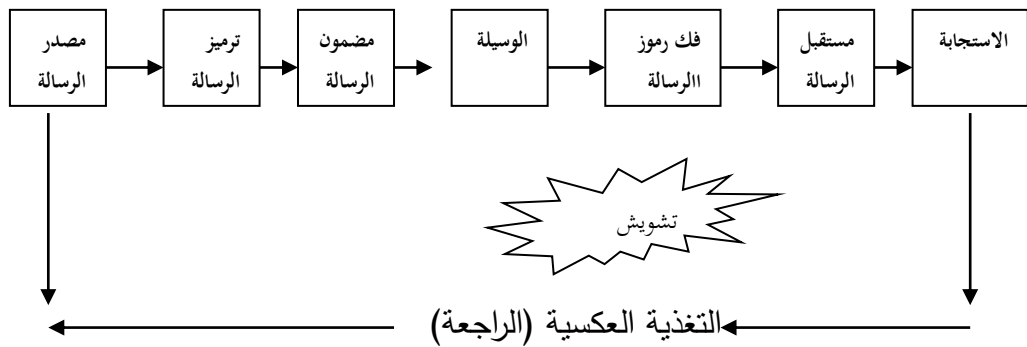 مصدر
الرسالة
ترميز
الرسالة
مضمون
الرسالة
الوسيلة
فك رموز
االرسالة
مستقبل
الرسالة
الاستجابة
تشويش
التغذية العكسية (الراجعة)